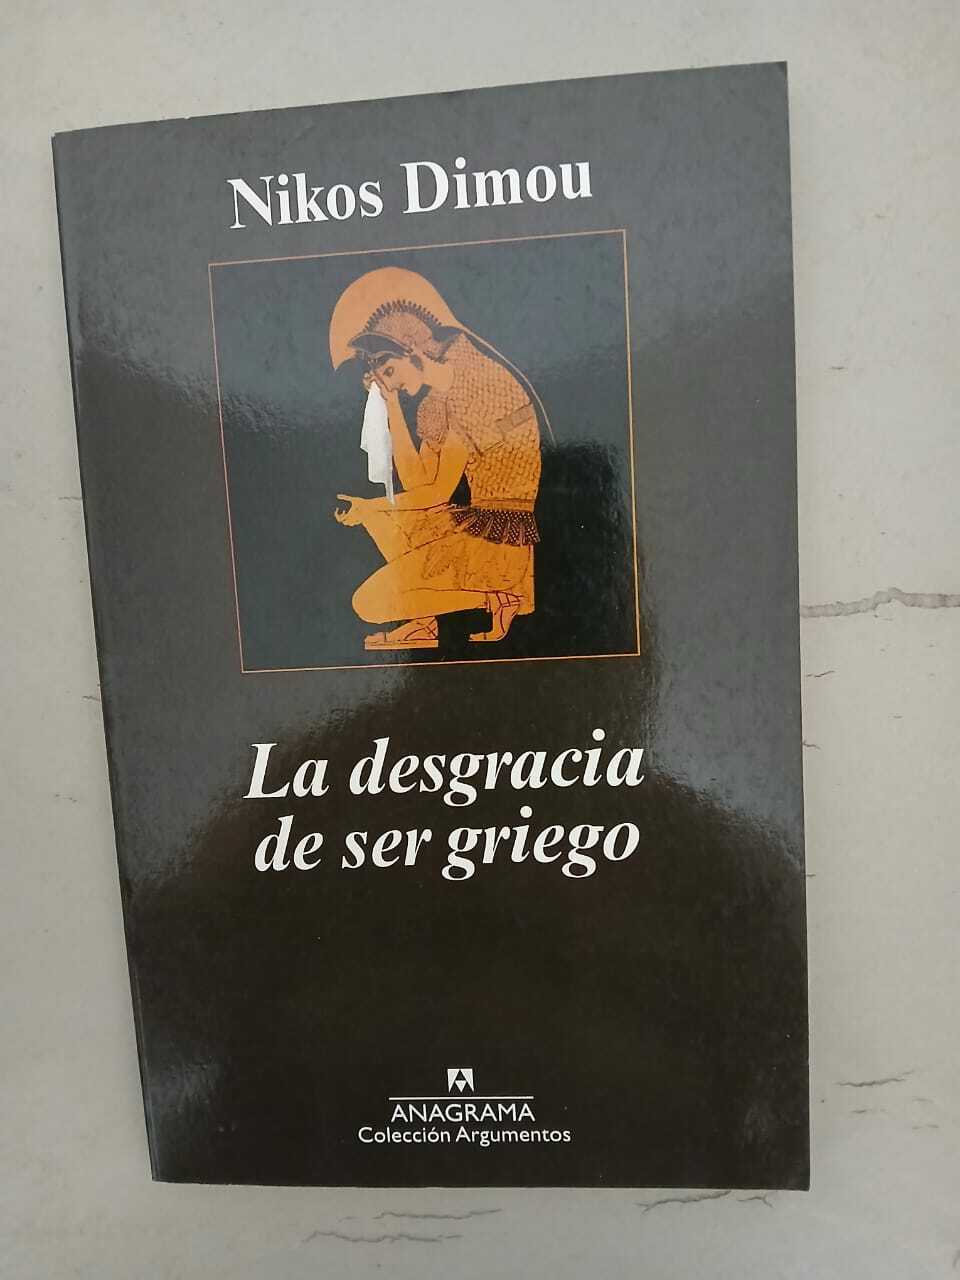 Nikos Dimou
La desgracia
de ser griego
ANAGRAMA
Colección Argumentos